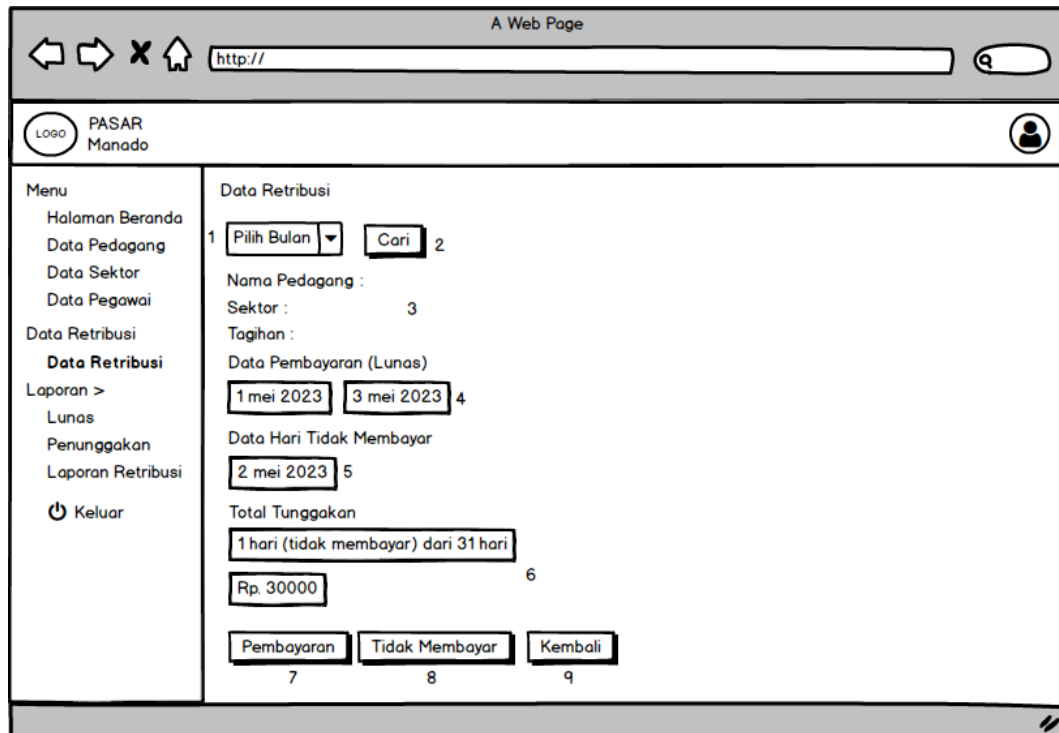 A Web Page
http://
LOGO
PASAR
Manado
Menu
Halaman Beranda
Data Pedagang
Data Sektor
Data Pegawai
Data Retribusi
Data Retribusi
Laporan >
Lunas
Penunggakan
Laporan Retribusi
Keluar
Data Retribusi
1 Pilih Bulan Cari 2
Nama Pedagang :
Sektor : 3
Tagihan :
Data Pembayaran (Lunas)
1 mei 2023 3 mei 2023 4
Data Hari Tidak Membayar
2 mei 2023 5
Total Tunggakan
1 hari (tidak membayar) dari 31 hari
6
Rp. 30000
Pembayaran Tidak Membayar Kembali
7 8 9